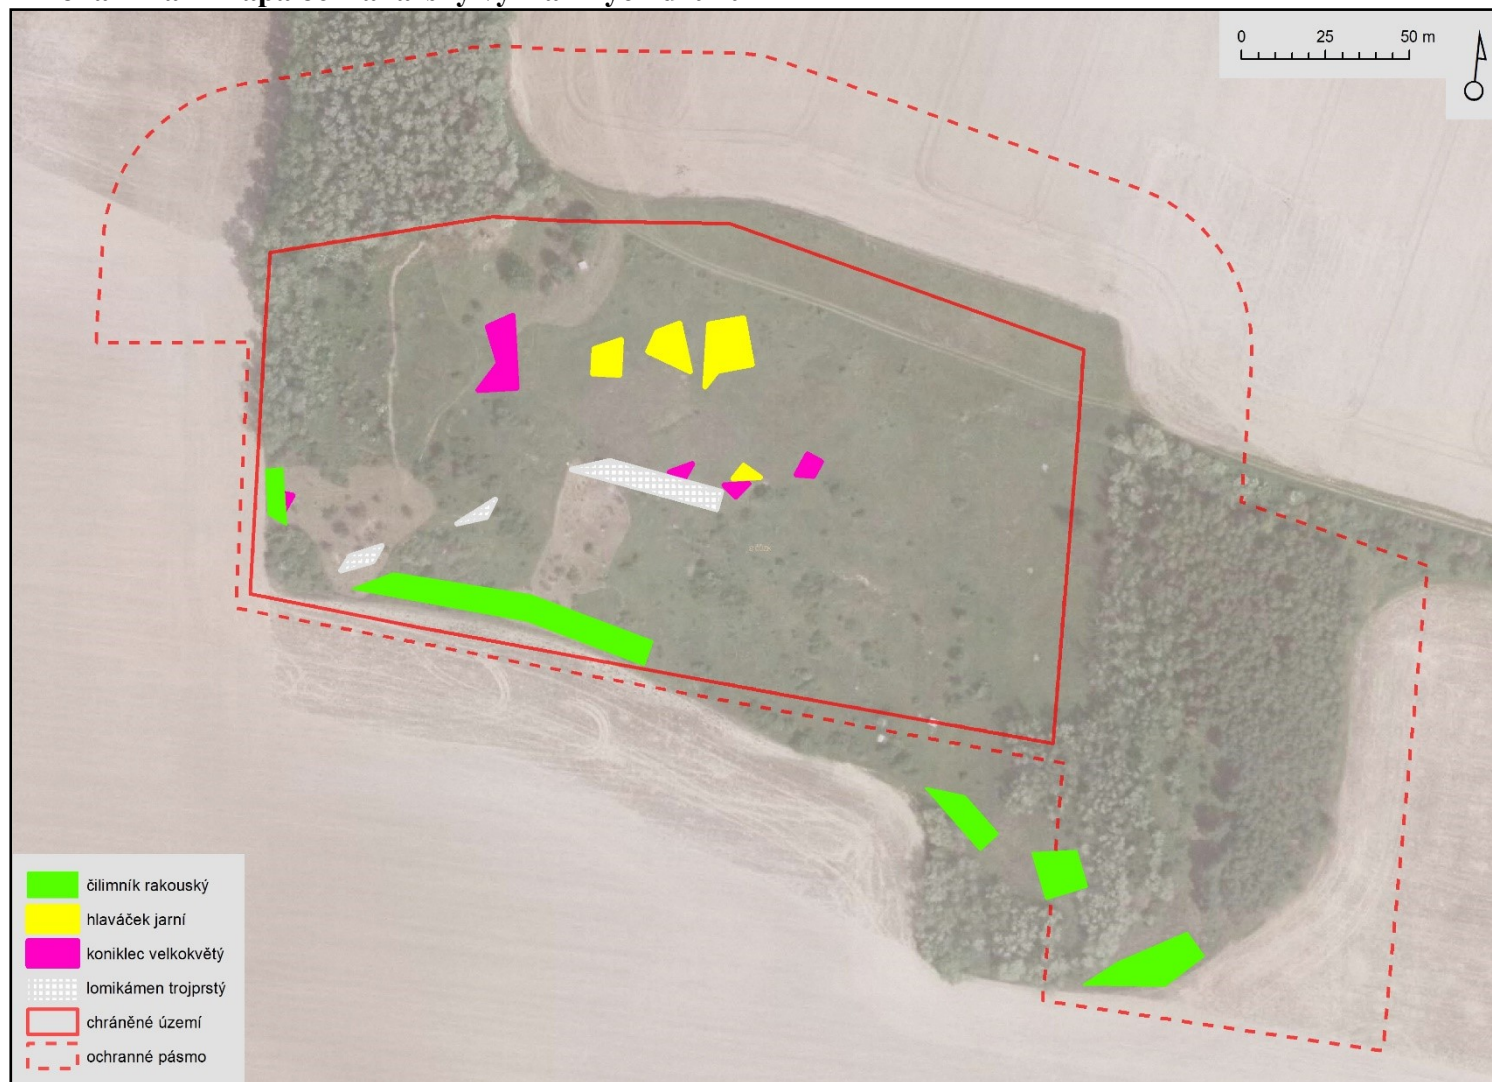 0 25 50 m
čilimník rakouský
hlaváček jarní
koniklec velkokvětý
lomikámen trojprstý
chráněné území
ochranné pásmo